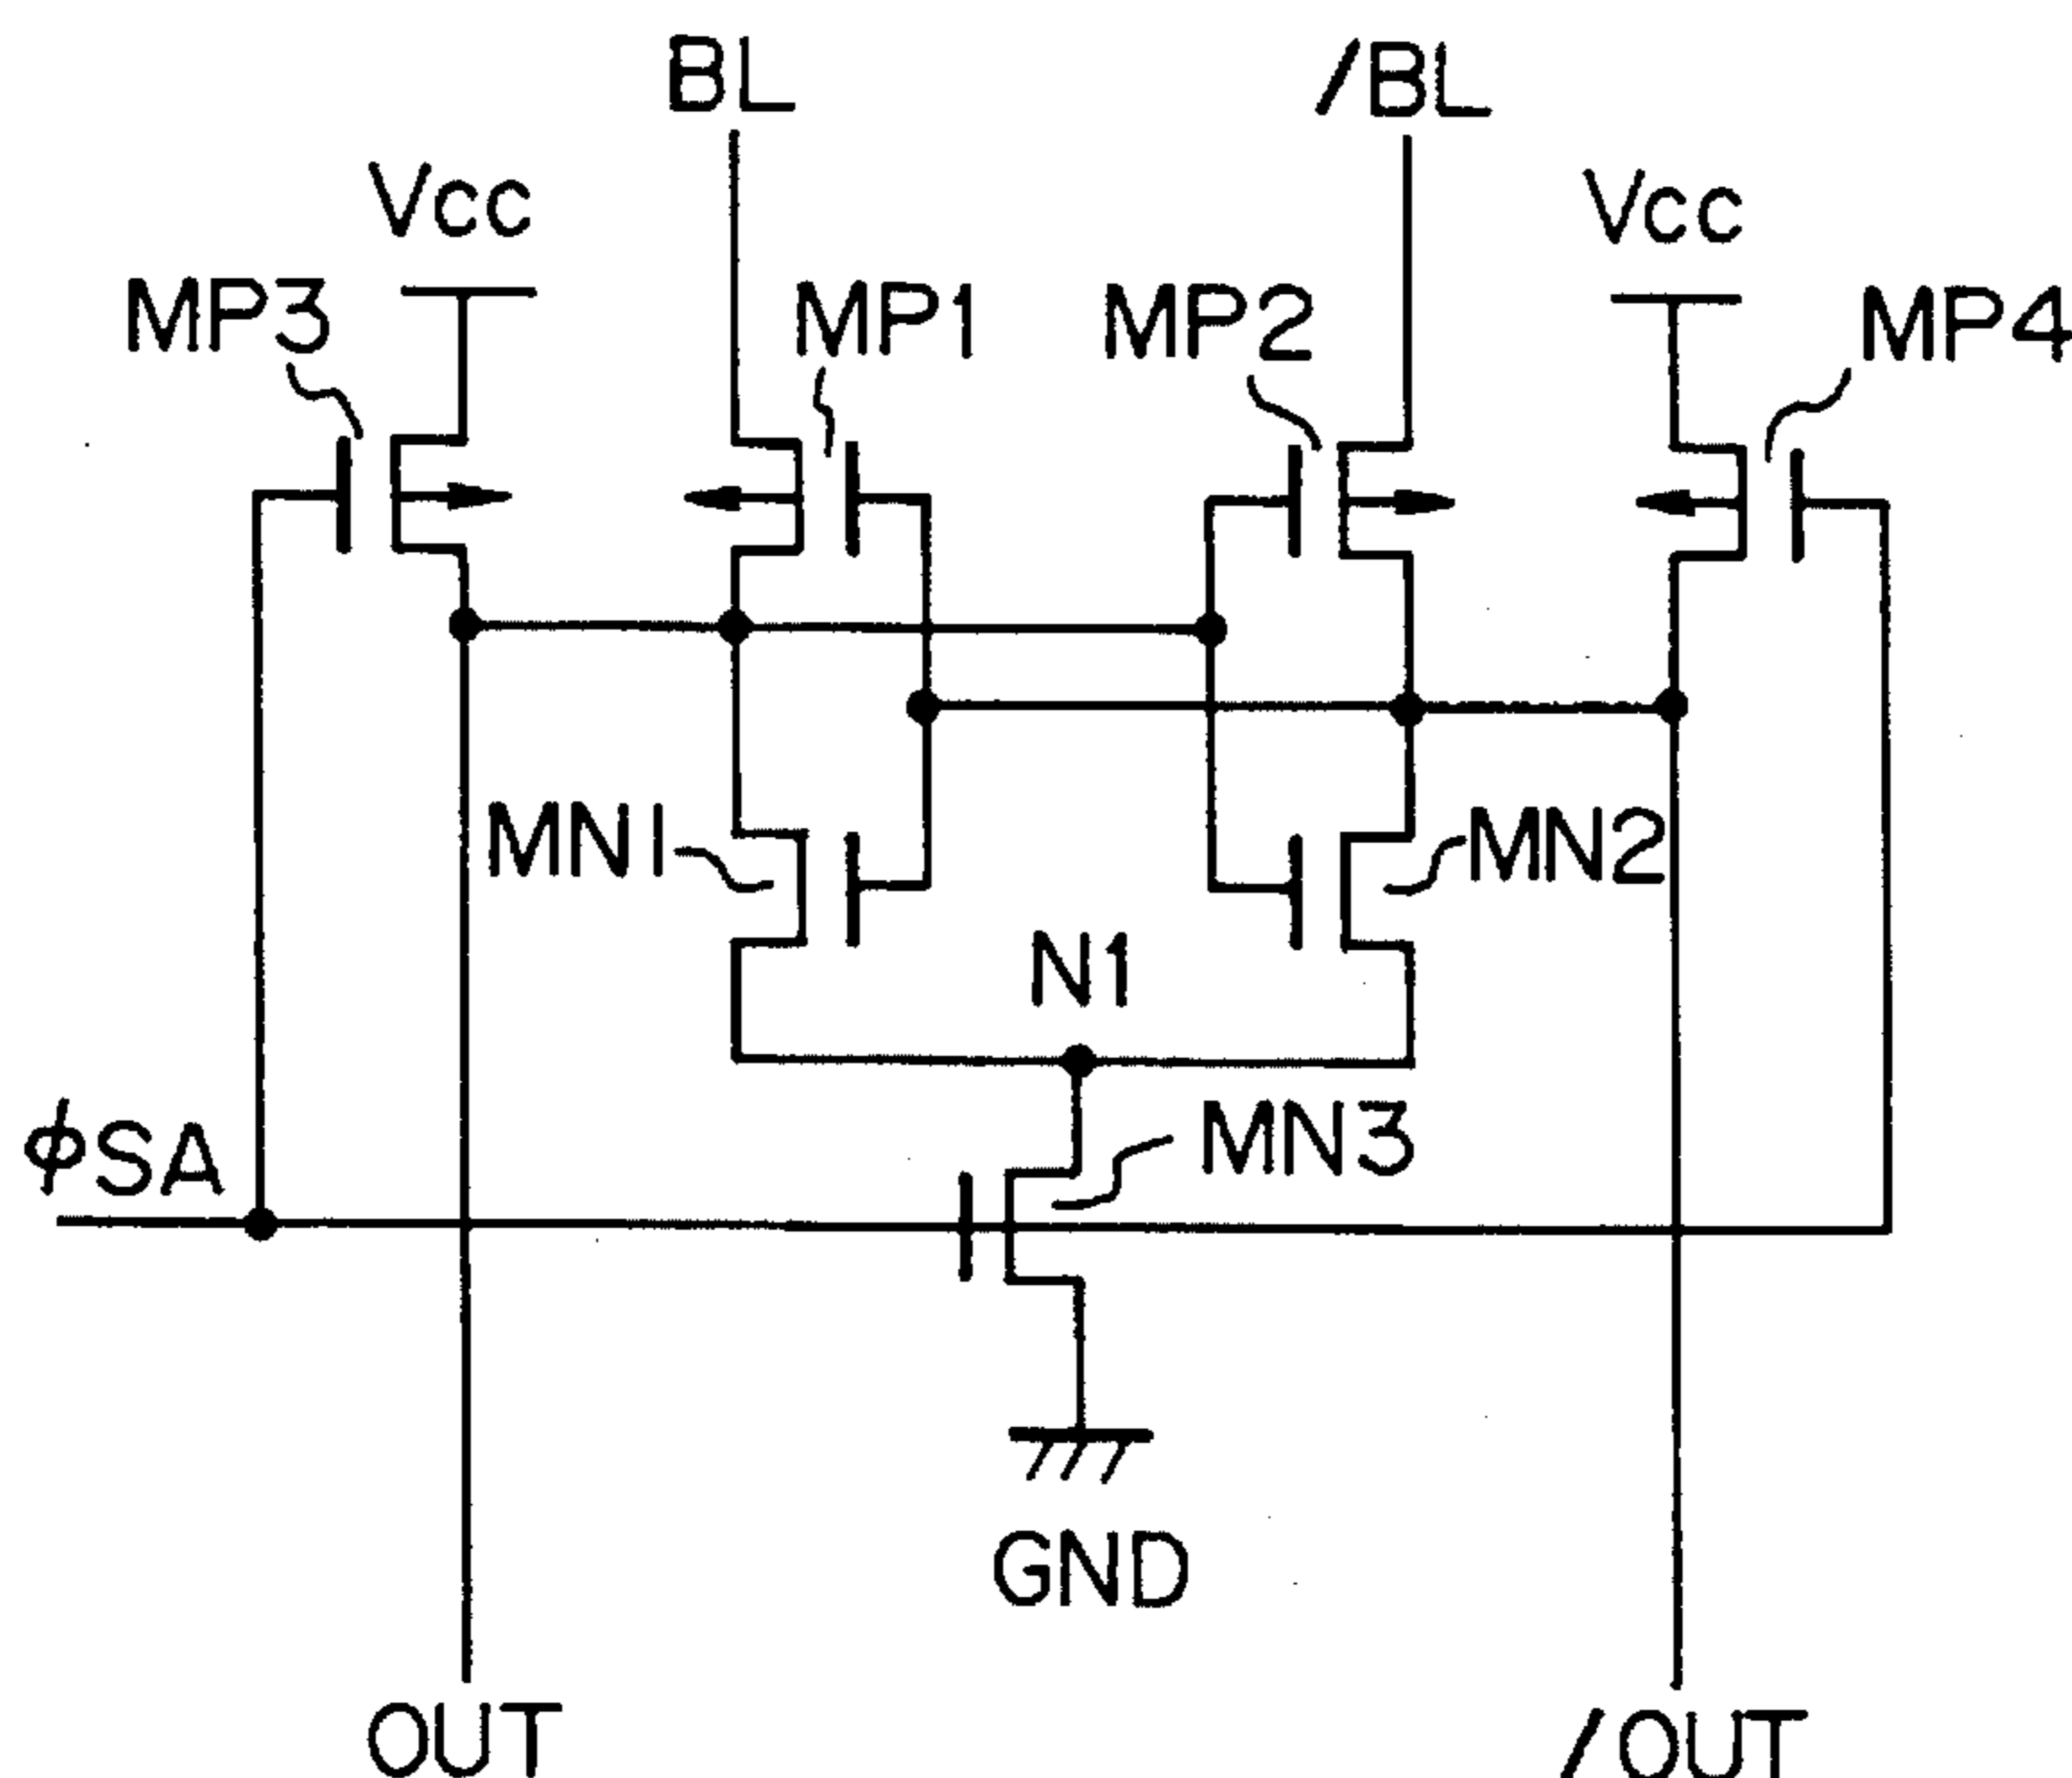 BL
/BL
Vcc
Vcc
MP3
MP1
MP2
MP4
MN1
MN2
N1
φSA
MN3
GND
OUT
/OUT